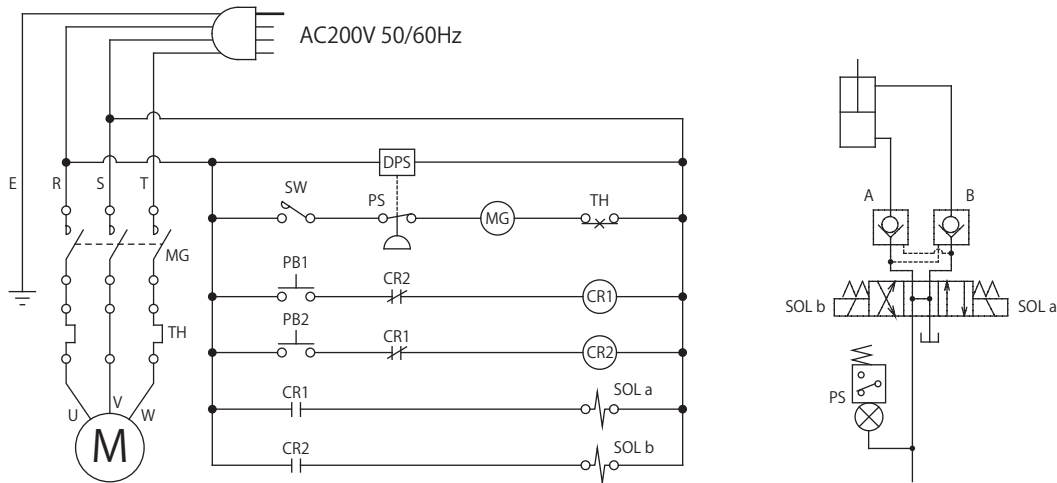 AC200V 50/60Hz
E
R
S
T
DPS
SW
PS
MG
TH
MG
PB1
CR2
CR1
PB2
CR1
CR2
TH
CR1
SOL a
CR2
SOL b
U
V
W
M
A
B
SOL b
SOL a
PS